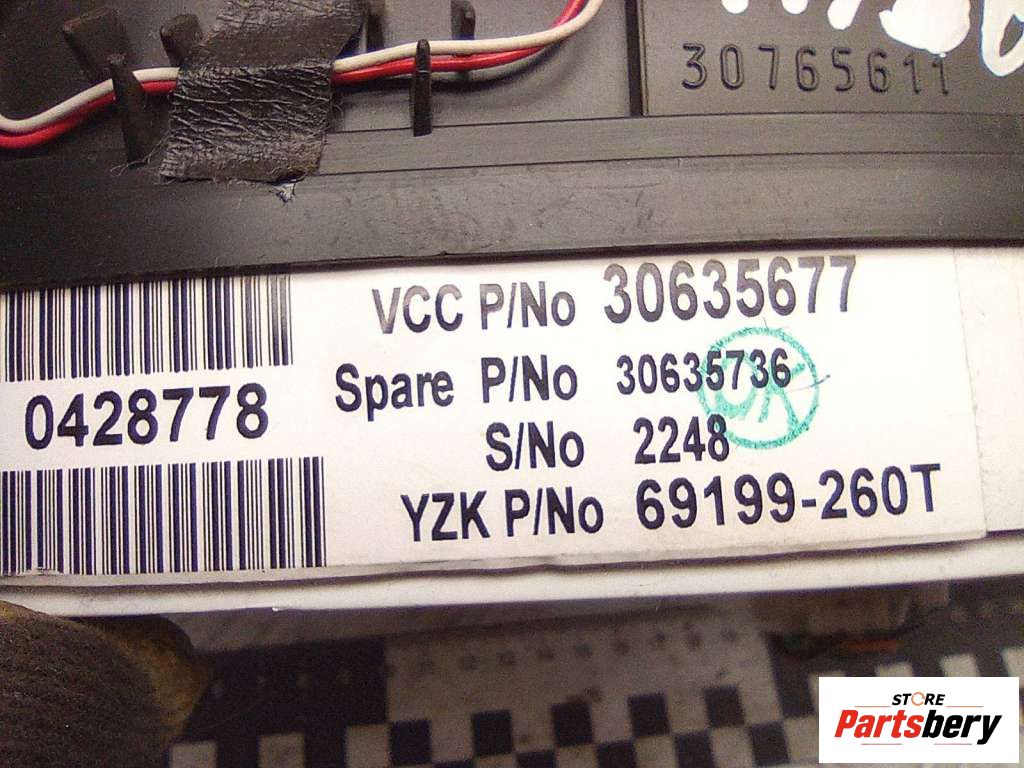 30765611
VCC P/No 30635677
Spare P/No 30635736
0428778
S/No 2248
OK
YZK P/No 69199-260T
STORE
Partsbery